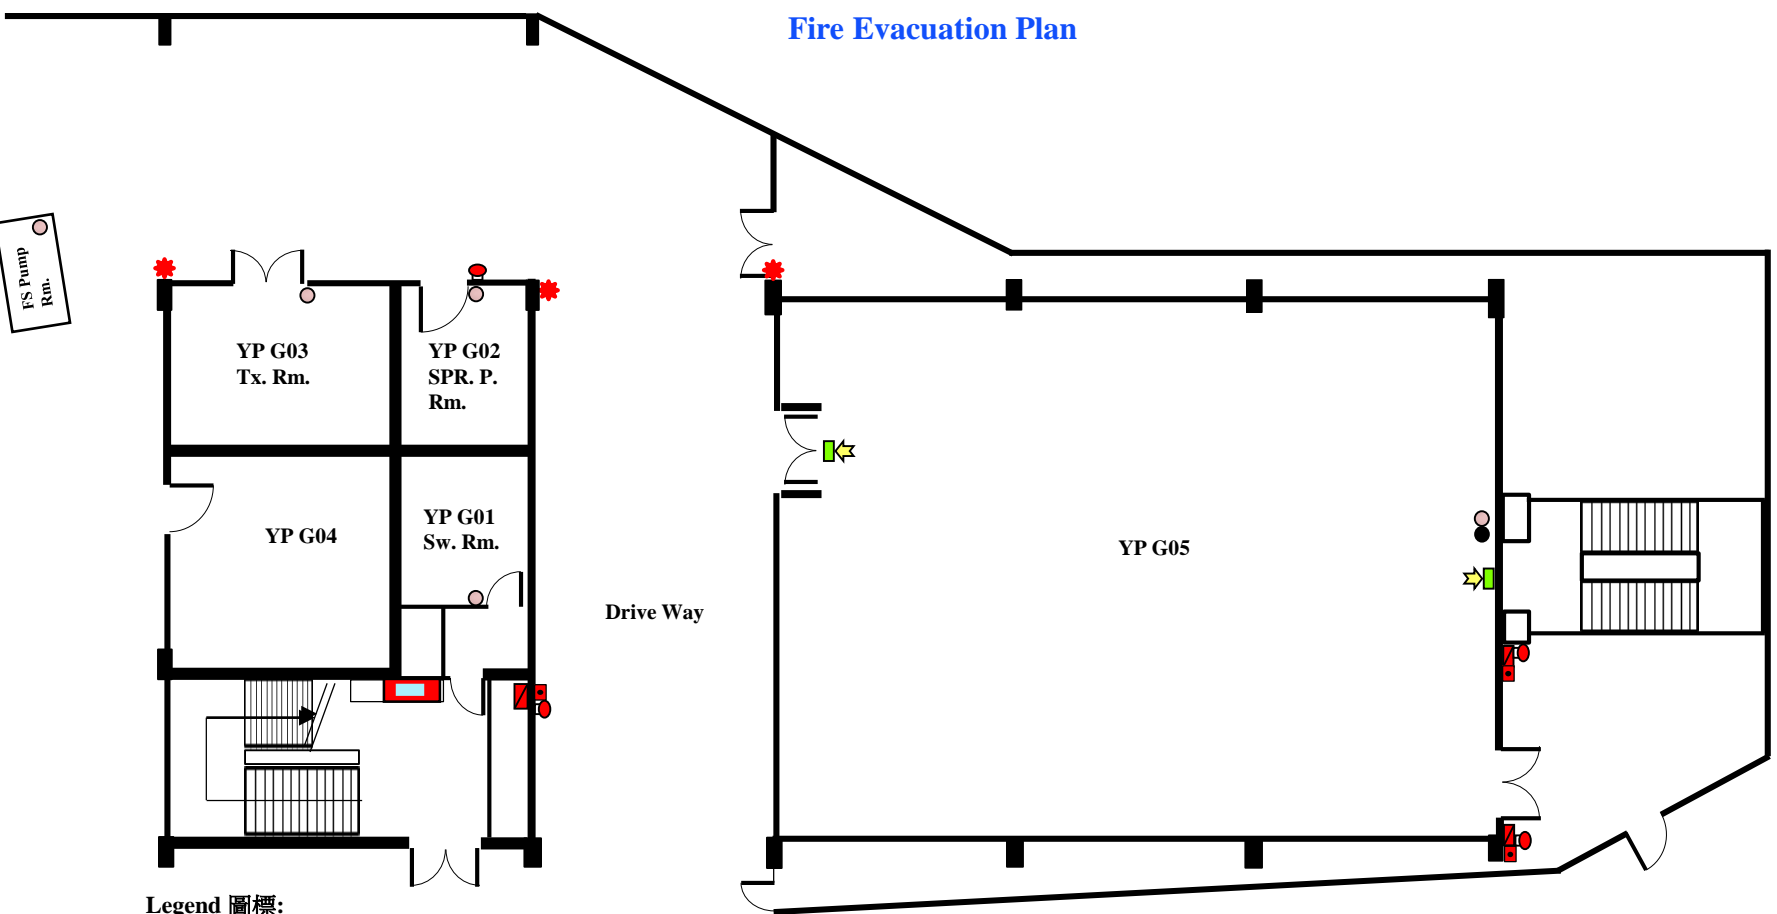 Fire Evacuation Plan
FS Pump
Rm.
YP G03
Tx. Rm.
YP G02
SPR. P.
Rm.
YP G04
YP G01
Sw. Rm.
Drive Way
YP G05
Legend 圖標: